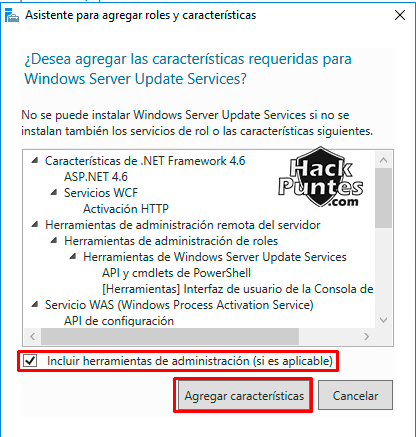 Asistente para agregar roles y características
¿Desea agregar las características requeridas para
Windows Server Update Services?
No se puede instalar Windows Server Update Services si no se
instalan también los servicios de rol o las características siguientes.
Características de .NET Framework 4.6
ASP.NET 4.6
Servicios WCF
Activación HTTP
Herramientas de administración remota del servidor
Herramientas de administración de roles
Herramientas de Windows Server Update Services
API y cmdlets de PowerShell
[Herramientas] Interfaz de usuario de la Consola de
Servicio WAS (Windows Process Activation Service)
API de configuración
Hack
Puntes
.com
Incluir herramientas de administración (si es aplicable)
Agregar características
Cancelar